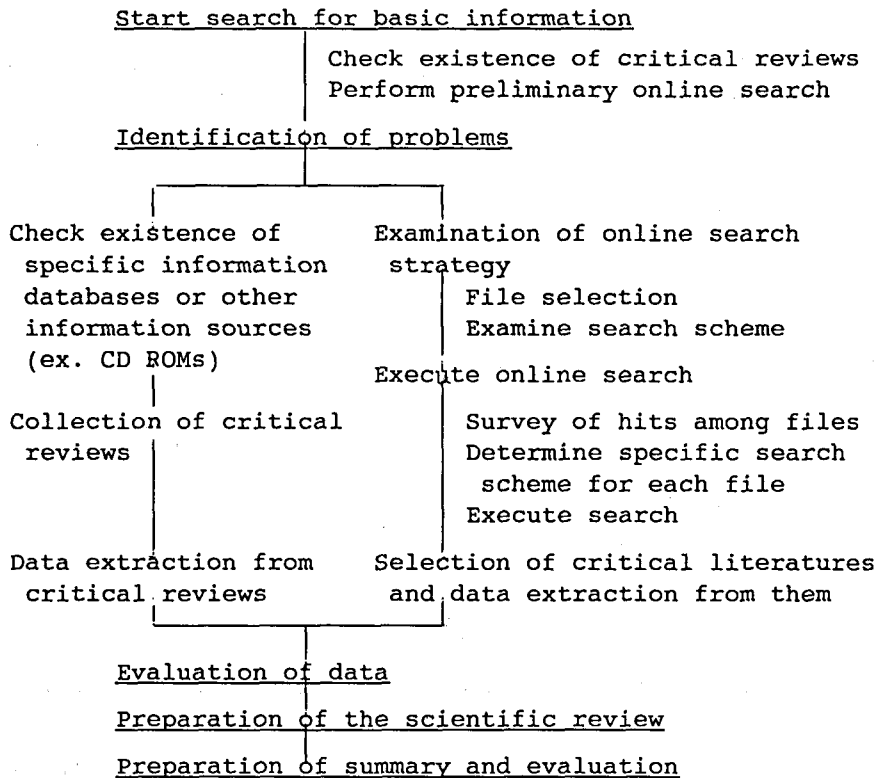 Start search for basic information
Check existence of critical reviews
Perform preliminary online search
Identification of problems
Check existence of
specific information
databases or other
information sources
(ex. CD ROMs)
Collection of critical
reviews
Data extraction from
critical reviews
Examination of online search
strategy
File selection
Examine search scheme
Execute online search
Survey of hits among files
Determine specific search
scheme for each file
Execute search
Selection of critical literatures
and data extraction from them
Evaluation of data
Preparation of the scientific review
Preparation of summary and evaluation